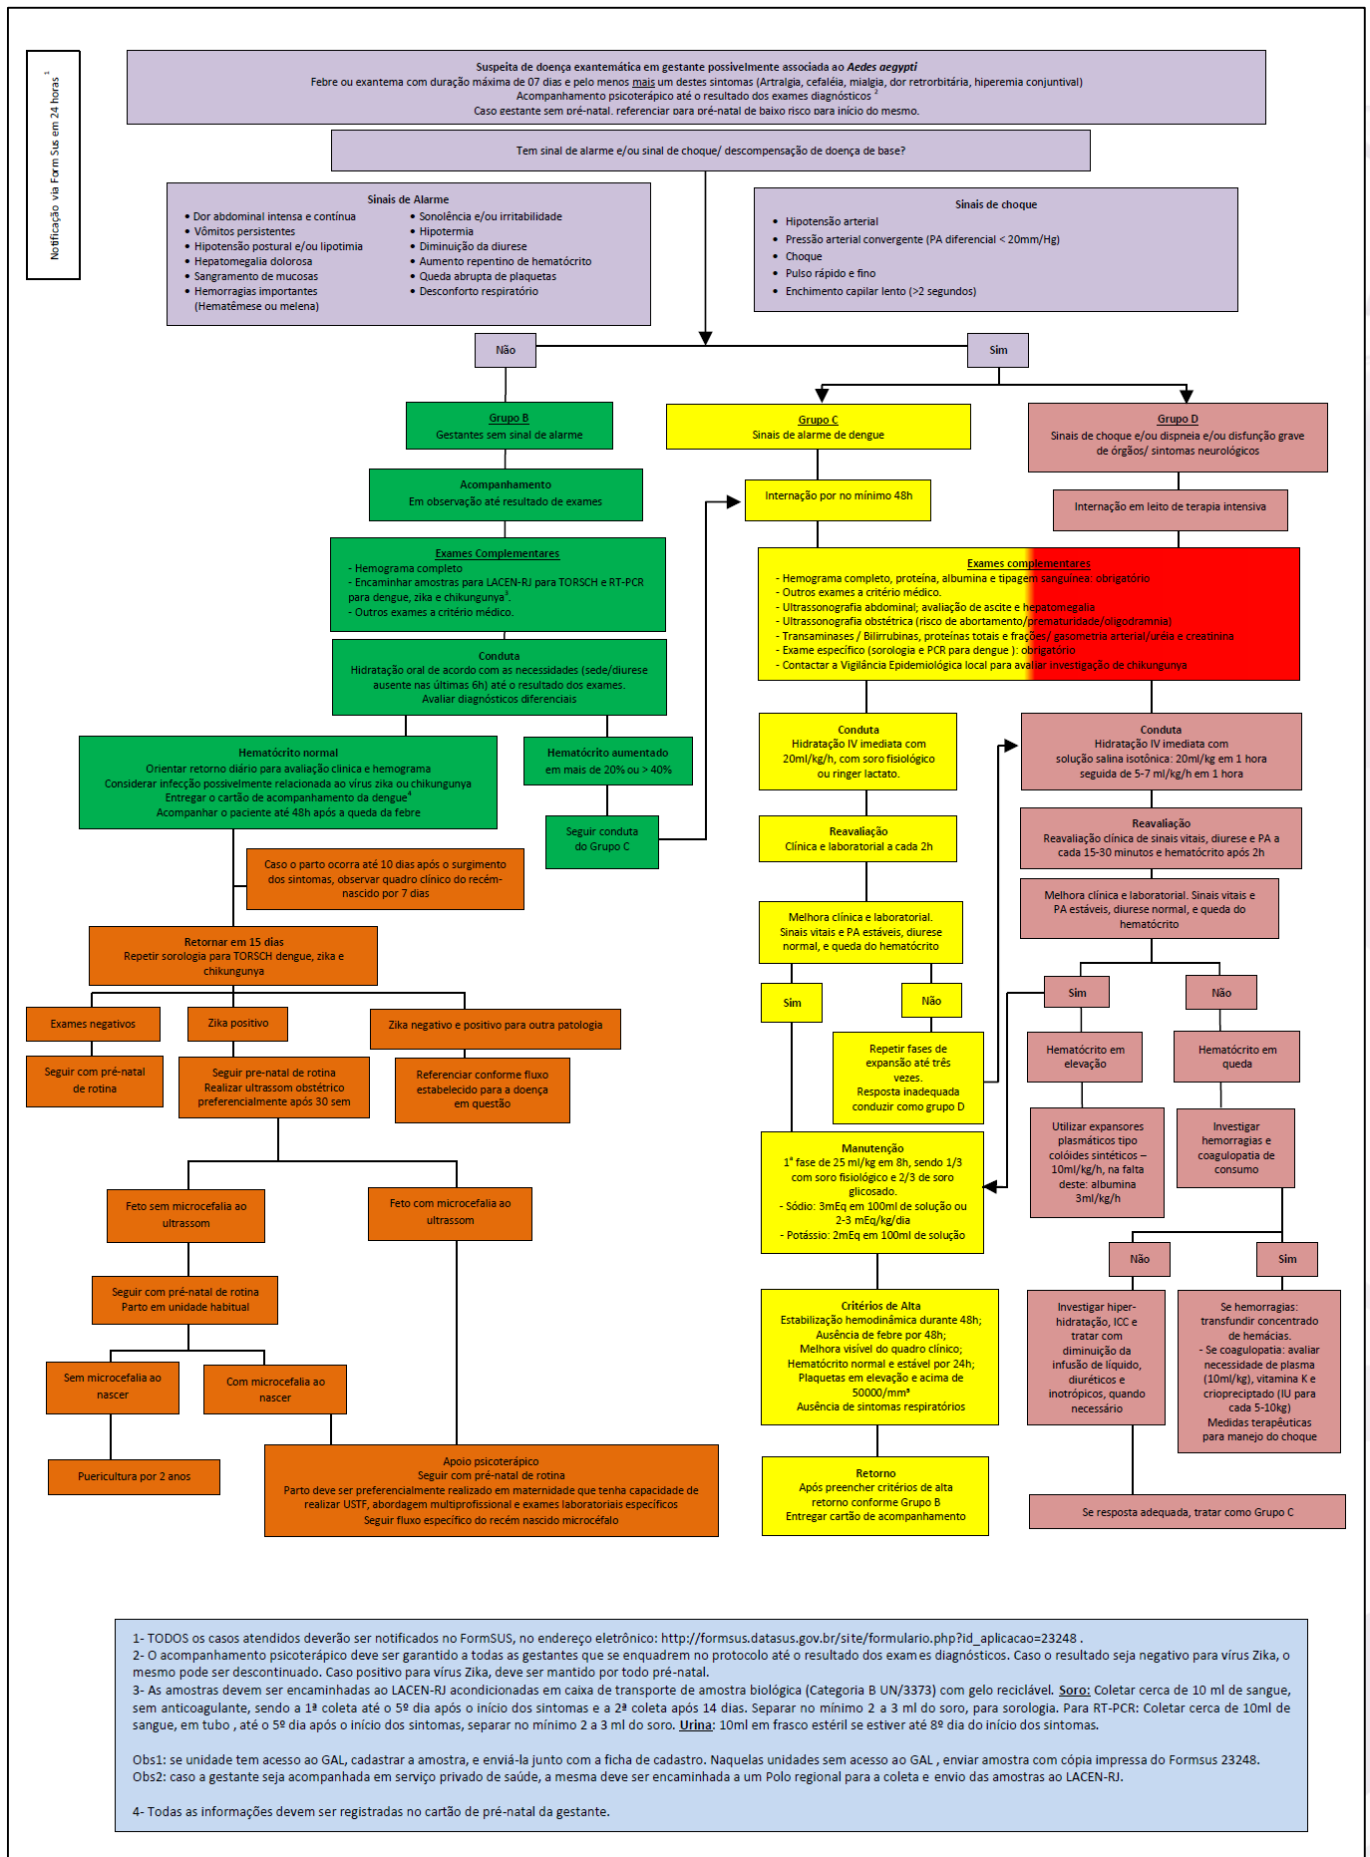 Notificação via Form Sus em 24 horas 1
Suspeita de doença exantemática em gestante possivelmente associada ao Aedes aegypti
Febre ou exantema com duração máxima de 07 dias e pelo menos mais um destes sintomas (Artralgia, cefaléia, mialgia, dor retrorbitária, hiperemia conjuntival)
Acompanhamento psicoterápico até o resultado dos exames diagnósticos 2
Caso gestante sem pré-natal, referenciar para pré-natal de baixo risco para início do mesmo.
Tem sinal de alarme e/ou sinal de choque/ descompensação de doença de base?
Sinais de Alarme
• Dor abdominal intensa e contínua
• Vômitos persistentes
• Hipotensão postural e/ou lipotimia
• Hepatomegalia dolorosa
• Sangramento de mucosas
• Hemorragias importantes
(Hematêmese ou melena)
• Sonolência e/ou irritabilidade
• Hipotermia
• Diminuição da diurese
• Aumento repentino de hematócrito
• Queda abrupta de plaquetas
• Desconforto respiratório
Sinais de choque
• Hipotensão arterial
• Pressão arterial convergente (PA diferencial < 20mm/Hg)
• Choque
• Pulso rápido e fino
• Enchimento capilar lento (>2 segundos)
Não
Sim
Grupo B
Gestantes sem sinal de alarme
Acompanhamento
Em observação até resultado de exames
Exames Complementares
- Hemograma completo
- Encaminhar amostras para LACEN-RJ para TORSCH e RT-PCR
para dengue, zika e chikungunya3.
- Outros exames a critério médico.
Conduta
Hidratação oral de acordo com as necessidades (sede/diurese
ausente nas últimas 6h) até o resultado dos exames.
Avaliar diagnósticos diferenciais
Hematócrito normal
Orientar retorno diário para avaliação clinica e hemograma
Considerar infecção possivelmente relacionada ao vírus zika ou chikungunya
Entregar o cartão de acompanhamento da dengue4
Acompanhar o paciente até 48h após a queda da febre
Hematócrito aumentado
em mais de 20% ou > 40%
Seguir conduta
do Grupo C
Caso o parto ocorra até 10 dias após o surgimento
dos sintomas, observar quadro clínico do recém-
nascido por 7 dias
Retornar em 15 dias
Repetir sorologia para TORSCH dengue, zika e
chikungunya
Exames negativos
Zika positivo
Zika negativo e positivo para outra patologia
Seguir com pré-natal
de rotina
Seguir pre-natal de rotina
Realizar ultrassom obstétrico
preferencialmente após 30 sem
Referenciar conforme fluxo
estabelecido para a doença
em questão
Feto sem microcefalia ao
ultrassom
Feto com microcefalia ao
ultrassom
Seguir com pré-natal de rotina
Parto em unidade habitual
Sem microcefalia ao
nascer
Com microcefalia ao
nascer
Puericultura por 2 anos
Apoio psicoterápico
Seguir com pré-natal de rotina
Parto deve ser preferencialmente realizado em maternidade que tenha capacidade de
realizar USTF, abordagem multiprofissional e exames laboratoriais específicos
Seguir fluxo específico do recém nascido microcéfalo
Grupo C
Sinais de alarme de dengue
Internação por no mínimo 48h
Grupo D
Sinais de choque e/ou dispneia e/ou disfunção grave
de órgãos/ sintomas neurológicos
Internação em leito de terapia intensiva
Exames complementares
- Hemograma completo, proteína, albumina e tipagem sanguínea: obrigatório
- Outros exames a critério médico.
- Ultrassonografia abdominal; avaliação de ascite e hepatomegalia
- Ultrassonografia obstétrica (risco de abortamento/prematuridade/oligodramnia)
- Transaminases / Bilirrubinas, proteínas totais e frações/ gasometria arterial/uréia e creatinina
- Exame específico (sorologia e PCR para dengue ): obrigatório
- Contactar a Vigilância Epidemiológica local para avaliar investigação de chikungunya
Conduta
Hidratação IV imediata com
20ml/kg/h, com soro fisiológico
ou ringer lactato.
Reavaliação
Clínica e laboratorial a cada 2h
Melhora clínica e laboratorial.
Sinais vitais e PA estáveis, diurese
normal, e queda do hematócrito
Sim
Não
Repetir fases de
expansão até três
vezes.
Resposta inadequada
conduzir como grupo D
Manutenção
1ª fase de 25 ml/kg em 8h, sendo 1/3
com soro fisiológico e 2/3 de soro
glicosado.
- Sódio: 3mEq em 100ml de solução ou
2-3 mEq/kg/dia
- Potássio: 2mEq em 100ml de solução
Critérios de Alta
Estabilização hemodinâmica durante 48h;
Ausência de febre por 48h;
Melhora visível do quadro clínico;
Hematócrito normal e estável por 24h;
Plaquetas em elevação e acima de
50000/mm³
Ausência de sintomas respiratórios
Retorno
Após preencher critérios de alta
retorno conforme Grupo B
Entregar cartão de acompanhamento
Conduta
Hidratação IV imediata com
solução salina isotônica: 20ml/kg em 1 hora
seguida de 5-7 ml/kg/h em 1 hora
Reavaliação
Reavaliação clínica de sinais vitais, diurese e PA a
cada 15-30 minutos e hematócrito após 2h
Melhora clínica e laboratorial. Sinais vitais e
PA estáveis, diurese normal, e queda do
hematócrito
Sim
Não
Hematócrito em
elevação
Hematócrito em
queda
Utilizar expansores
plasmáticos tipo
colóides sintéticos –
10ml/kg/h, na falta
deste: albumina
3ml/kg/h
Investigar
hemorragias e
coagulopatia de
consumo
Não
Sim
Investigar hiper-
hidratação, ICC e
tratar com
diminuição da
infusão de líquido,
diuréticos e
inotrópicos, quando
necessário
Se hemorragias:
transfundir concentrado
de hemácias.
- Se coagulopatia: avaliar
necessidade de plasma
(10ml/kg), vitamina K e
criopreciptado (IU para
cada 5-10kg)
Medidas terapêuticas
para manejo do choque
Se resposta adequada, tratar como Grupo C
1- TODOS os casos atendidos deverão ser notificados no FormSUS, no endereço eletrônico: http://formsus.datasus.gov.br/site/formulario.php?id_aplicacao=23248 .
2- O acompanhamento psicoterápico deve ser garantido a todas as gestantes que se enquadrem no protocolo até o resultado dos exames diagnósticos. Caso o resultado seja negativo para vírus Zika, o
mesmo pode ser descontinuado. Caso positivo para vírus Zika, deve ser mantido por todo pré-natal.
3- As amostras devem ser encaminhadas ao LACEN-RJ acondicionadas em caixa de transporte de amostra biológica (Categoria B UN/3373) com gelo reciclável. Soro: Coletar cerca de 10 ml de sangue,
sem anticoagulante, sendo a 1ª coleta até o 5º dia após o início dos sintomas e a 2ª coleta após 14 dias. Separar no mínimo 2 a 3 ml do soro, para sorologia. Para RT-PCR: Coletar cerca de 10ml de
sangue, em tubo , até o 5º dia após o início dos sintomas, separar no mínimo 2 a 3 ml do soro. Urina: 10ml em frasco estéril se estiver até 8º dia do início dos sintomas.
Obs1: se unidade tem acesso ao GAL, cadastrar a amostra, e enviá-la junto com a ficha de cadastro. Naquelas unidades sem acesso ao GAL , enviar amostra com cópia impressa do Formsus 23248.
Obs2: caso a gestante seja acompanhada em serviço privado de saúde, a mesma deve ser encaminhada a um Polo regional para a coleta e envio das amostras ao LACEN-RJ.
4- Todas as informações devem ser registradas no cartão de pré-natal da gestante.